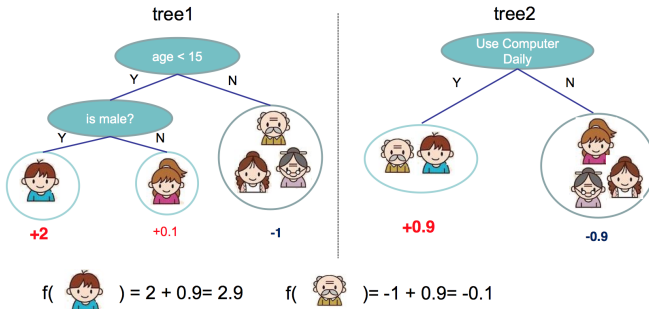 tree1
age < 15
Y
N
is male?
Y
N
+2
+0.1
-1
tree2
Use Computer
Daily
Y
N
+0.9
-0.9
f( ) = 2 + 0.9= 2.9
f( )= -1 + 0.9= -0.1